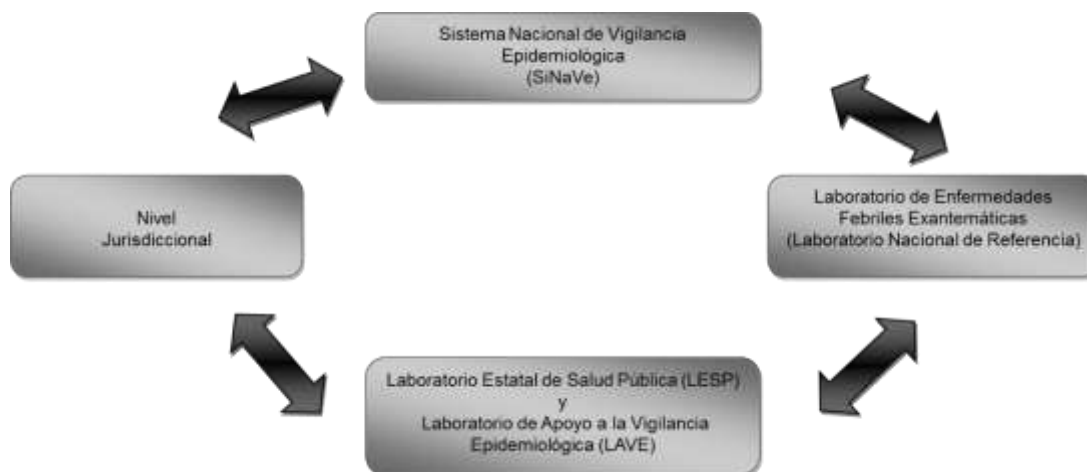 Sistema Nacional de Vigilancia
Epidemiológica
(SiNaVe)
Nivel
Jurisdiccional
Laboratorio de Enfermedades
Febriles Exantemáticas
(Laboratorio Nacional de Referencia)
Laboratorio Estatal de Salud Pública (LESP)
y
Laboratorio de Apoyo a la Vigilancia
Epidemiológica (LAVE)